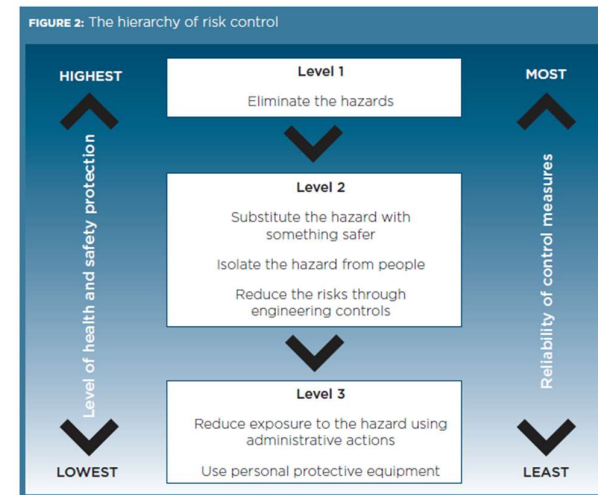 FIGURE 2: The hierarchy of risk control
HIGHEST
Level 1
Eliminate the hazards
MOST
Level of health and safety protection
Level 2
Substitute the hazard with
something safer
Isolate the hazard from people
Reduce the risks through
engineering controls
Reliability of control measures
Level 3
Reduce exposure to the hazard using
administrative actions
Use personal protective equipment
LOWEST
LEAST